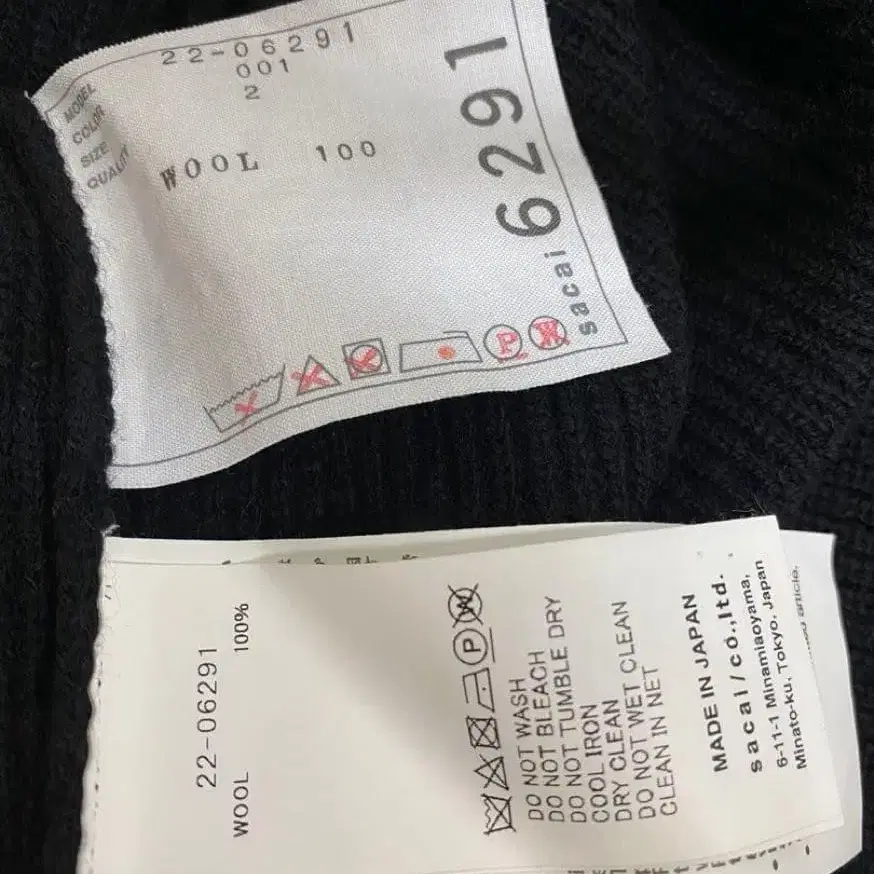 MODEL 22-06291
COLOR 001
SIZE 2
QUALITY WOOL 100
sacai 6291
P
W
22-06291
WOOL 100%
P
W
DO NOT WASH
DO NOT BLEACH
DO NOT TUMBLE DRY
COOL IRON
DRY CLEAN
DO NOT WET CLEAN
CLEAN IN NET
MADE IN JAPAN
sacai/co.,ltd.
6-11-1 Minamiaoyama,
Minato-ku, Tokyo, Japan
article.